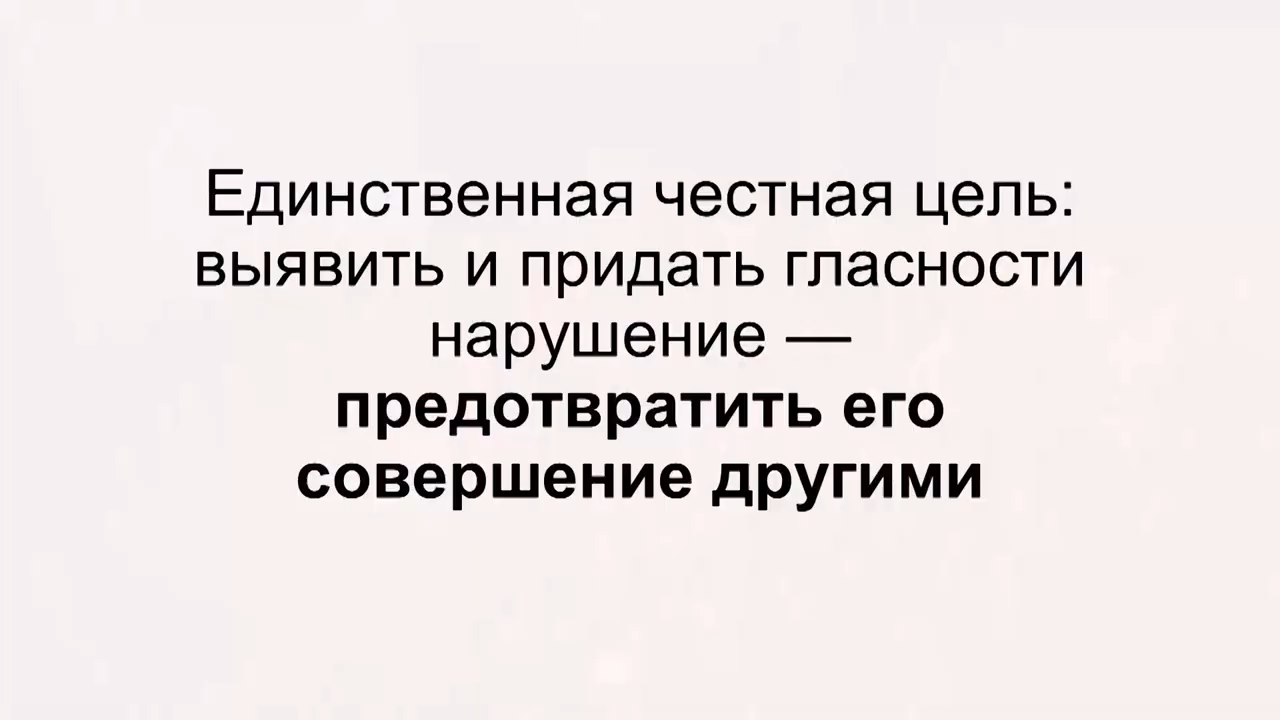 Единственная честная цель:
выявить и придать гласности
нарушение —
предотвратить его
совершение другими